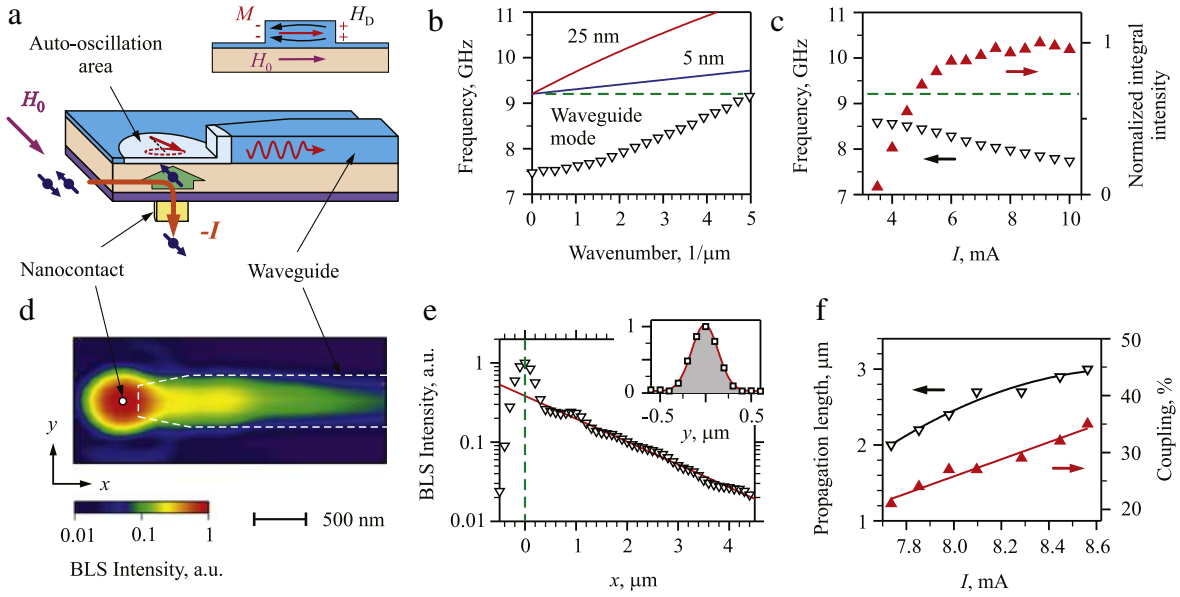 a
M
H_D
- - + +
Auto-oscillation
area
H_0
H_0
-I
Nanocontact
Waveguide
b
Frequency, GHz
11
10
9
8
7
25 nm
5 nm
Waveguide
mode
0 1 2 3 4 5
Wavenumber, 1/μm
c
Frequency, GHz
11
10
9
8
7
1
0
Normalized integral
intensity
4 6 8 10
I, mA
d
y
x
0.01 0.1 1
BLS Intensity, a.u.
500 nm
e
BLS Intensity, a.u.
1
0.1
0.01
0 1 2 3 4
x, μm
1
0
-0.5 0.0 0.5
y, μm
f
Propagation length, μm
3
2
1
50
40
30
20
Coupling, %
7.8 8.0 8.2 8.4 8.6
I, mA